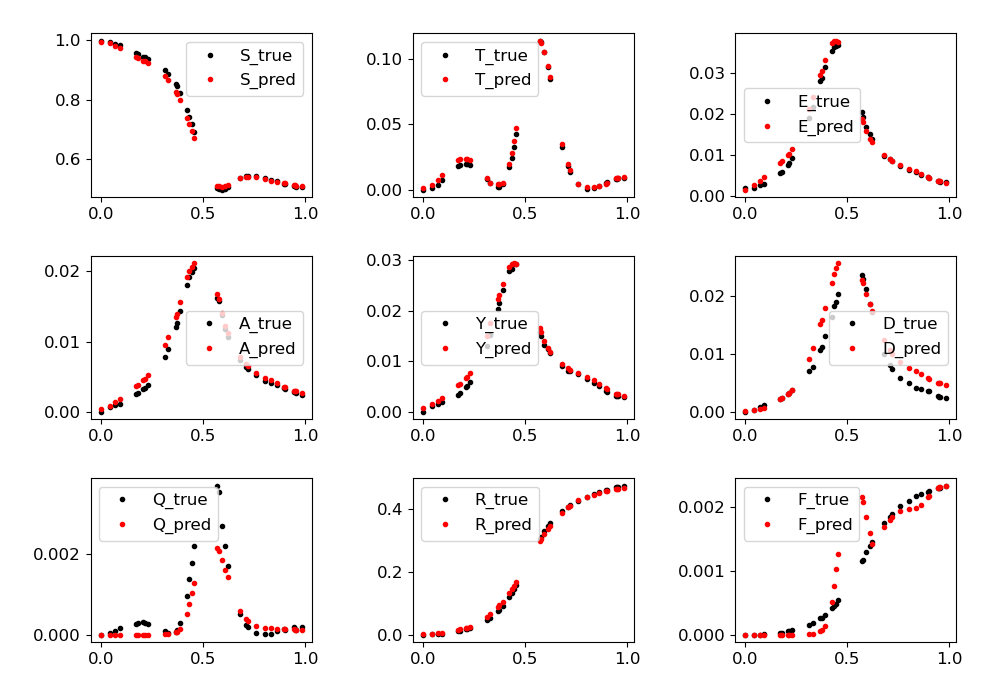 1.0
0.8
0.6
S_true
S_pred
0.0 0.5 1.0
0.10
0.05
0.00
T_true
T_pred
0.0 0.5 1.0
0.03
0.02
0.01
0.00
E_true
E_pred
0.0 0.5 1.0
0.02
0.01
0.00
A_true
A_pred
0.0 0.5 1.0
0.03
0.02
0.01
0.00
Y_true
Y_pred
0.0 0.5 1.0
0.02
0.01
0.00
D_true
D_pred
0.0 0.5 1.0
0.002
0.000
Q_true
Q_pred
0.0 0.5 1.0
0.4
0.2
0.0
R_true
R_pred
0.0 0.5 1.0
0.002
0.001
0.000
F_true
F_pred
0.0 0.5 1.0